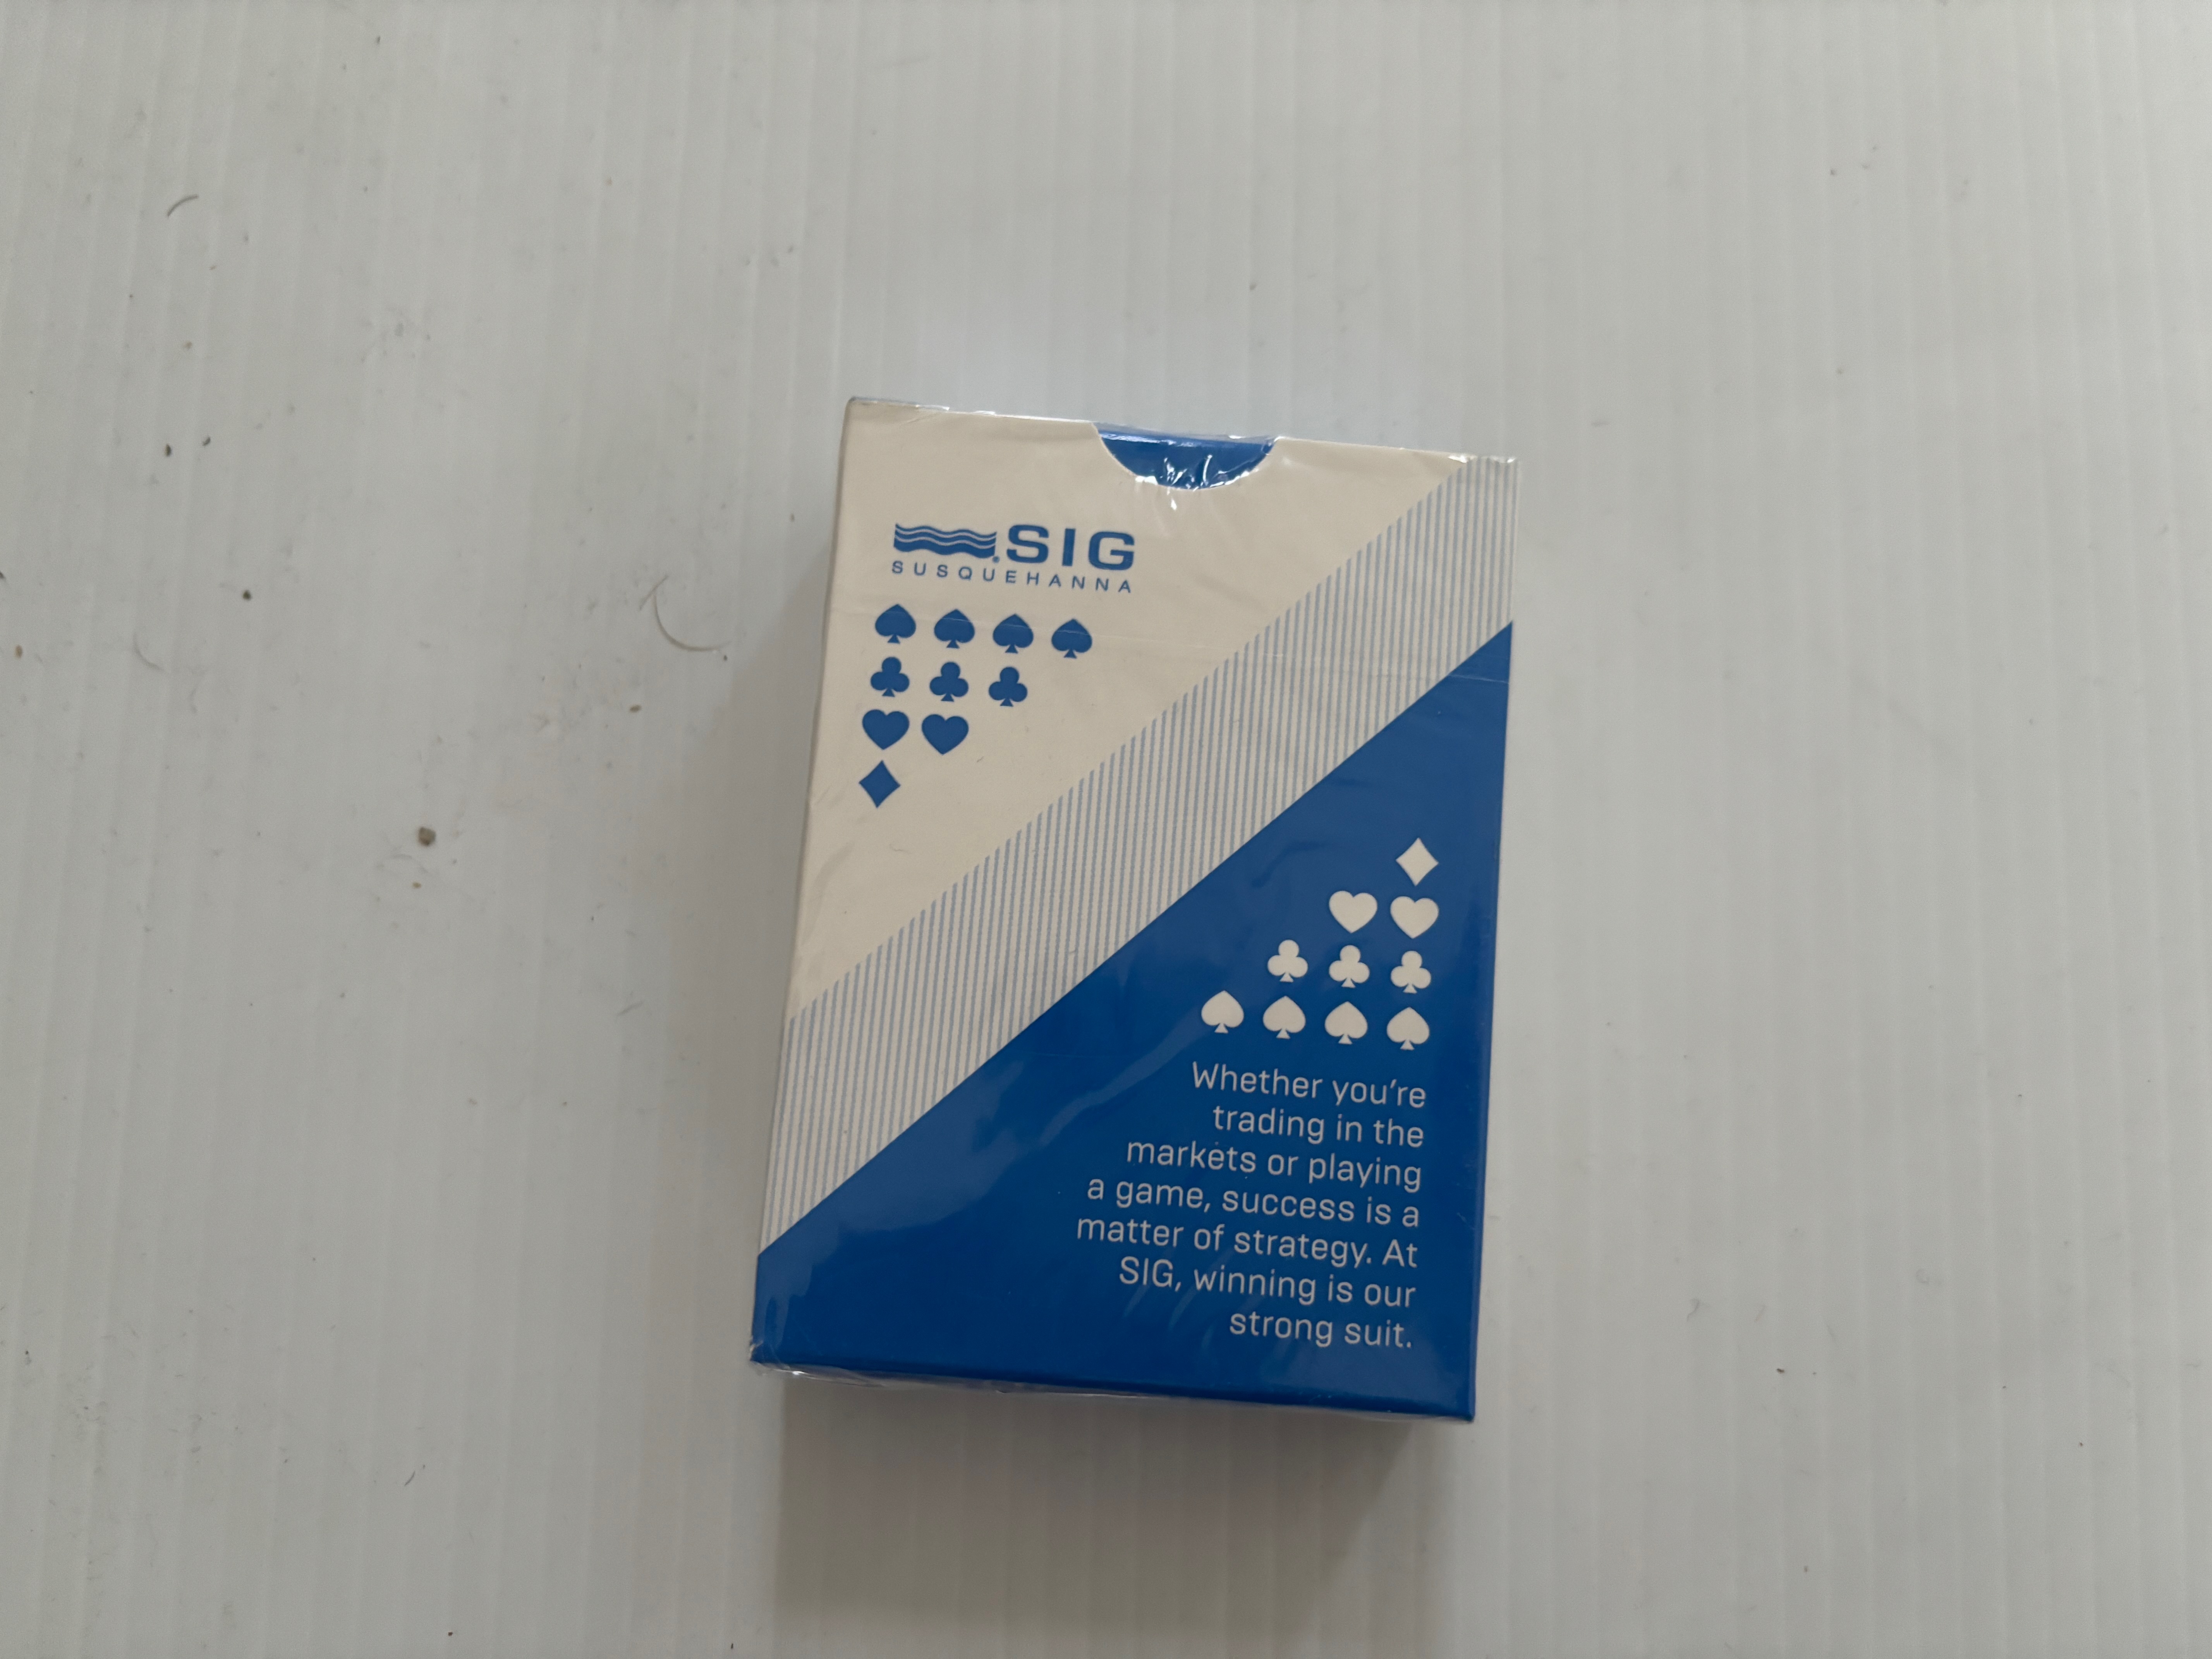 SIG
SUSQUEHANNA
Whether you're
trading in the
markets or playing
a game, success is a
matter of strategy. At
SIG, winning is our
strong suit.